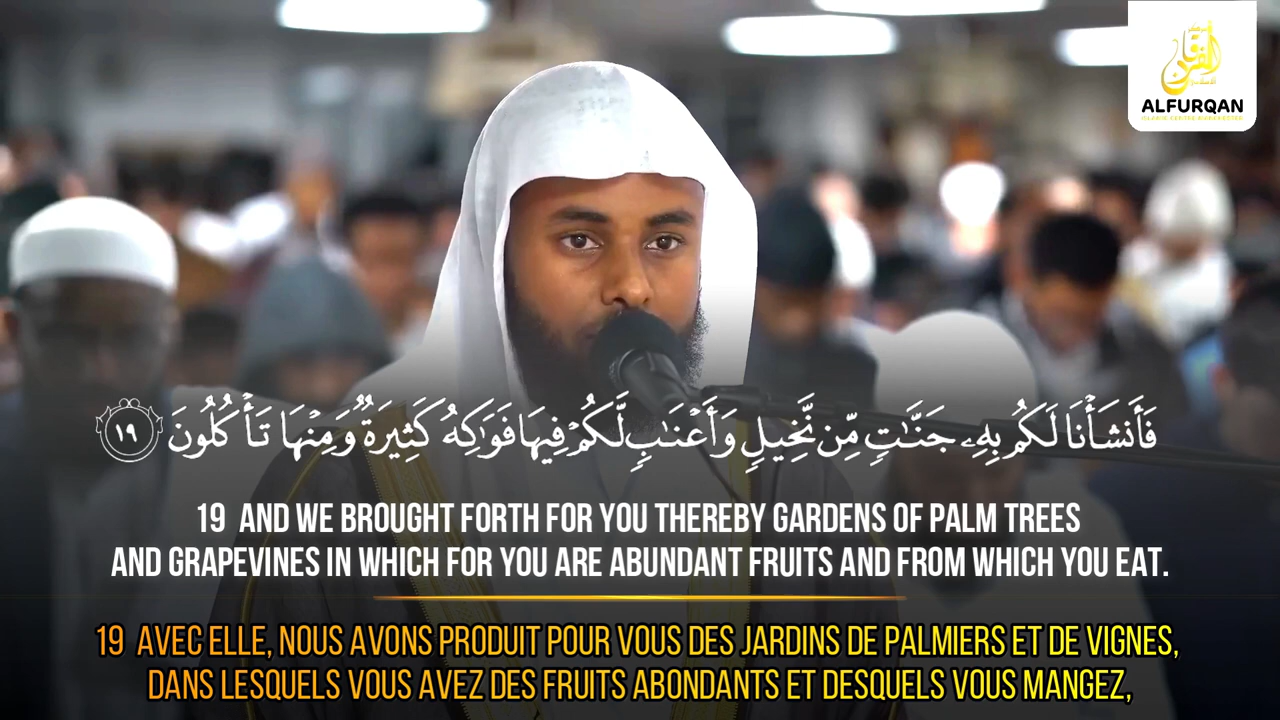 ALFURQAN
ISLAMIC CENTRE MANCHESTER
فَأَنشَأْنَا لَكُم بِهِۦ جَنَّـٰتٍ مِّن نَّخِيلٍ وَأَعْنَـٰبٍ لَّكُمْ فِيهَا فَوَٰكِهُ كَثِيرَةٌ وَمِنْهَا تَأْكُلُونَ ١٩
19 AND WE BROUGHT FORTH FOR YOU THEREBY GARDENS OF PALM TREES
AND GRAPEVINES IN WHICH FOR YOU ARE ABUNDANT FRUITS AND FROM WHICH YOU EAT.
19 AVEC ELLE, NOUS AVONS PRODUIT POUR VOUS DES JARDINS DE PALMIERS ET DE VIGNES,
DANS LESQUELS VOUS AVEZ DES FRUITS ABONDANTS ET DESQUELS VOUS MANGEZ,